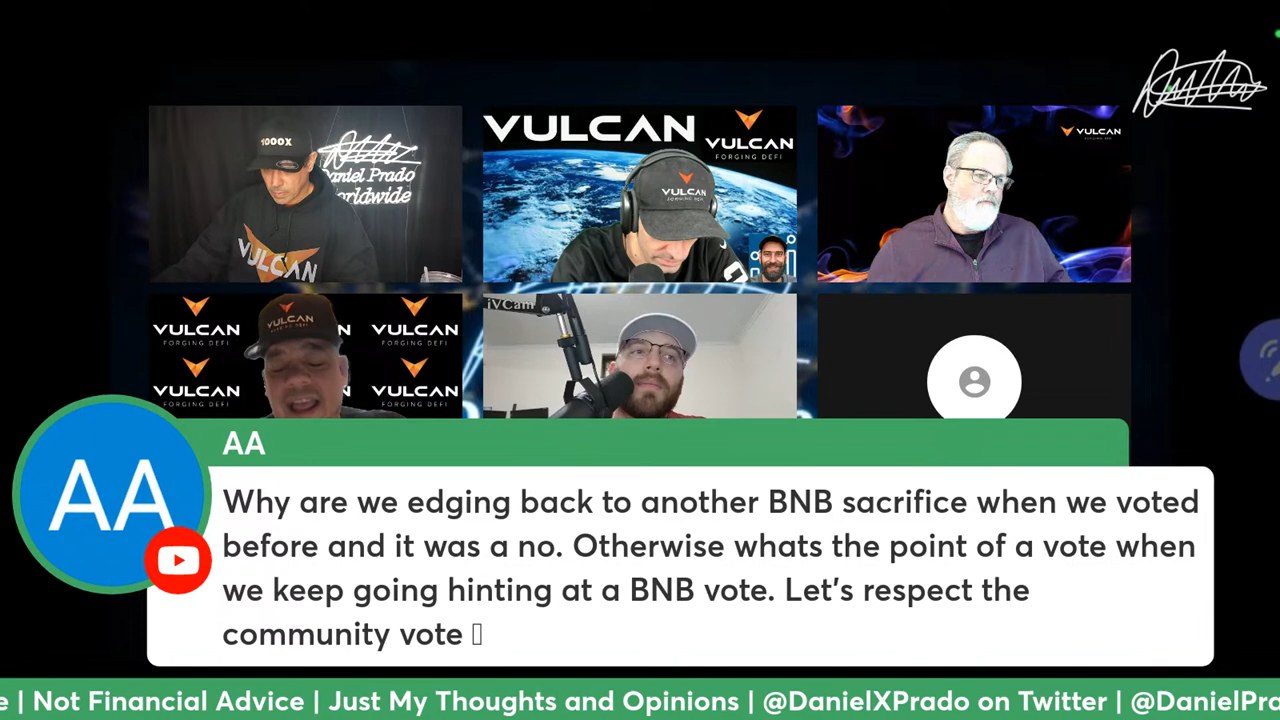 1000X
Daniel Prado
Worldwide
VULCAN
VULCAN
VULCAN
FORGING DEFI
VULCAN
VULCAN
VULCAN
VULCAN
FORGING DEFI
VULCAN
VULCAN
FORGING DEFI
VULCAN
FORGING DEFI
VULCAN
FORGING DEFI
iVCam
AA
AA
Why are we edging back to another BNB sacrifice when we voted
before and it was a no. Otherwise whats the point of a vote when
we keep going hinting at a BNB vote. Let's respect the
community vote
e | Not Financial Advice | Just My Thoughts and Opinions | @DanielXPrado on Twitter | @DanielPra